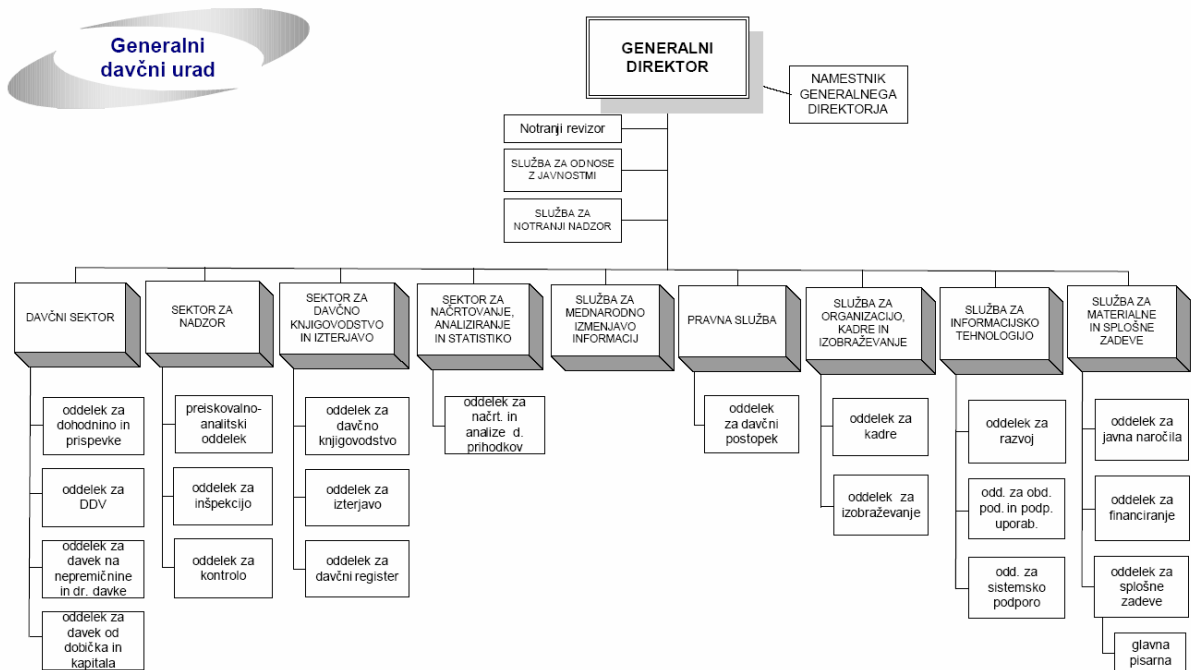 Generalni
davčni urad
GENERALNI
DIREKTOR
NAMESTNIK
GENERALNEGA
DIREKTORJA
Notranji revizor
SLUŽBA ZA ODNOSE
Z JAVNOSTMI
SLUŽBA ZA
NOTRANJI NADZOR
DAVČNI SEKTOR
SEKTOR ZA
NADZOR
SEKTOR ZA
DAVČNO
KNJIGOVODSTVO
IN IZTERJAVO
SEKTOR ZA
NAČRTOVANJE,
ANALIZIRANJE
IN STATISTIKO
SLUŽBA ZA
MEDNARODNO
IZMENJAVO
INFORMACIJ
PRAVNA SLUŽBA
SLUŽBA ZA
ORGANIZACIJO,
KADRE IN
IZOBRAŽEVANJE
SLUŽBA ZA
INFORMACIJSKO
TEHNOLOGIJO
SLUŽBA ZA
MATERIALNE
IN SPLOŠNE
ZADEVE
oddelek za
dohodnino in
prispevke
oddelek za
DDV
oddelek za
davek na
nepremičnine
in dr. davke
oddelek za
davek od
dobička in
kapitala
preiskovalno-
analitski
oddelek
oddelek za
inšpekcijo
oddelek za
kontrolo
oddelek za
davčno
knjigovodstvo
oddelek za
izterjavo
oddelek za
davčni register
oddelek za
načrt. in
analize d.
prihodkov
oddelek
za davčni
postopek
oddelek za
kadre
oddelek za
izobraževanje
oddelek za
razvoj
odd. za obd.
pod. in podp.
uporab.
odd. za
sistemsko
podporo
oddelek za
javna naročila
oddelek za
financiranje
oddelek za
splošne
zadeve
glavna
pisarna